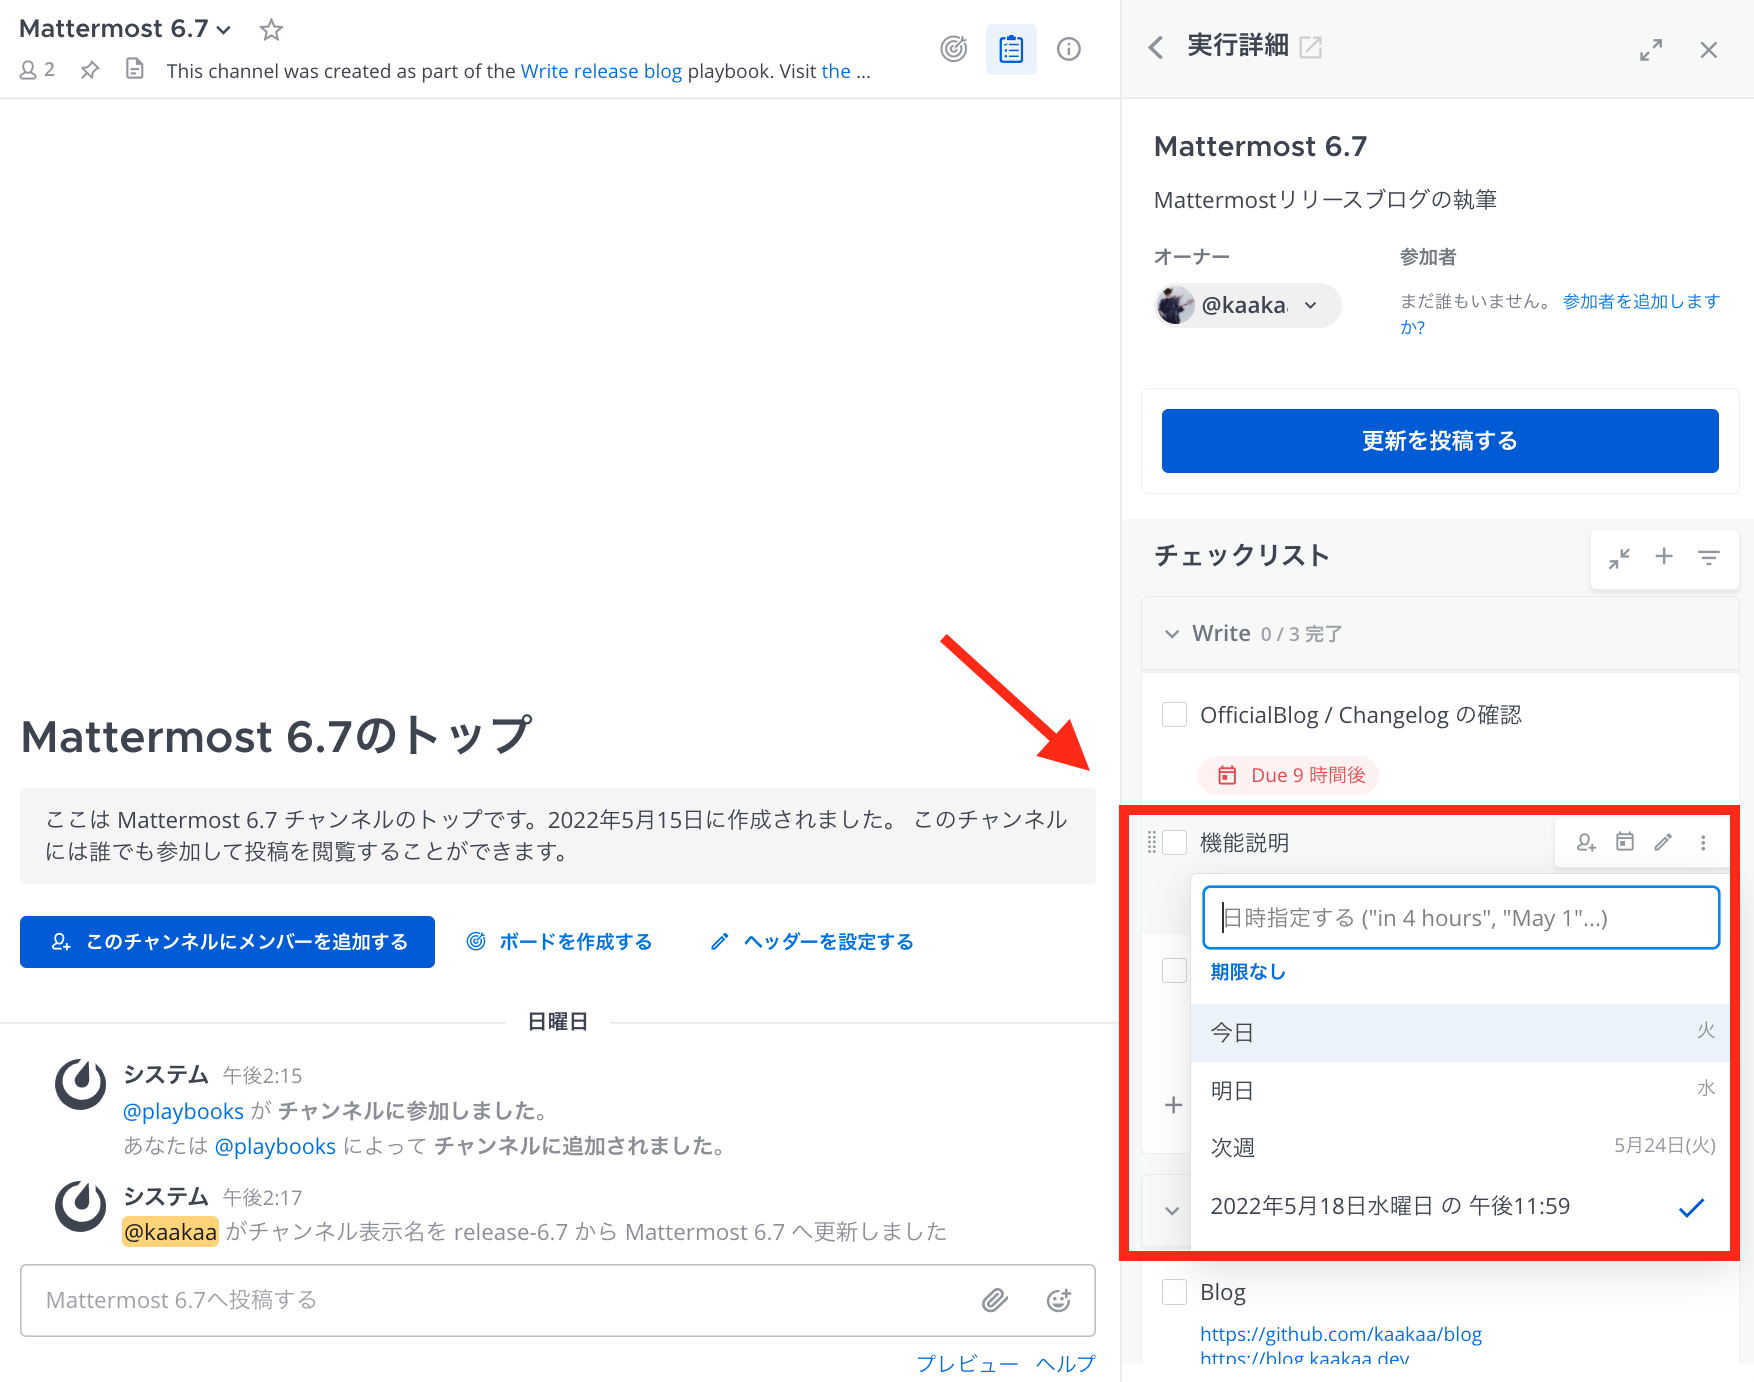 Mattermost 6.7
2
This channel was created as part of the Write release blog playbook. Visit the ...
Mattermost 6.7のトップ
ここは Mattermost 6.7 チャンネルのトップです。2022年5月15日に作成されました。 このチャンネル
には誰でも参加して投稿を閲覧することができます。
このチャンネルにメンバーを追加する
ボードを作成する
ヘッダーを設定する
日曜日
システム 午後2:15
@playbooks が チャンネルに参加しました。
あなたは @playbooks によって チャンネルに追加されました。
システム 午後2:17
@kaakaa がチャンネル表示名を release-6.7 から Mattermost 6.7 へ更新しました
Mattermost 6.7へ投稿する
プレビュー ヘルプ
実行詳細
Mattermost 6.7
Mattermostリリースブログの執筆
オーナー
@kaaka
参加者
まだ誰もいません。 参加者を追加します
か?
更新を投稿する
チェックリスト
Write 0 / 3 完了
OfficialBlog / Changelog の確認
Due 9 時間後
機能説明
日時指定する ("in 4 hours", "May 1"...)
期限なし
今日 火
明日 水
次週 5月24日(火)
2022年5月18日水曜日 の 午後11:59
Blog
https://github.com/kaakaa/blog
https://blog.kaakaa.dev